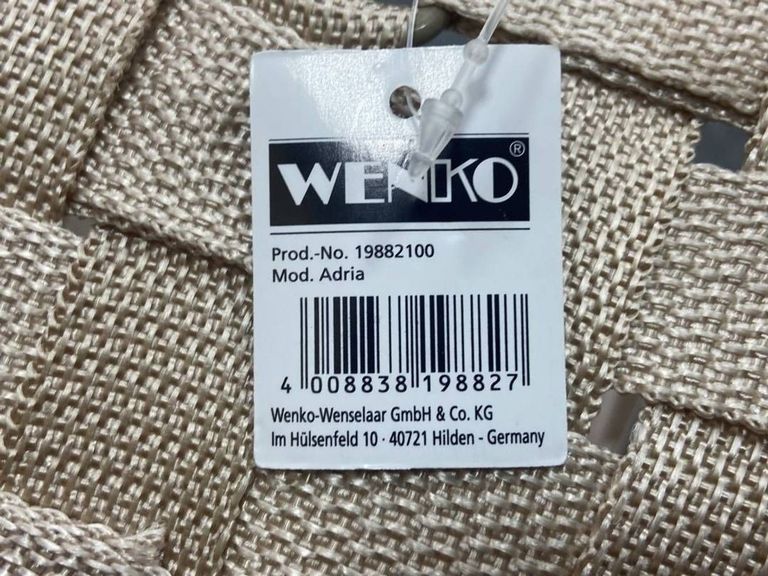 WENKO®
Prod.-No. 19882100
Mod. Adria
4 008838 198827
Wenko-Wenselaar GmbH & Co. KG
Im Hülsenfeld 10 · 40721 Hilden - Germany